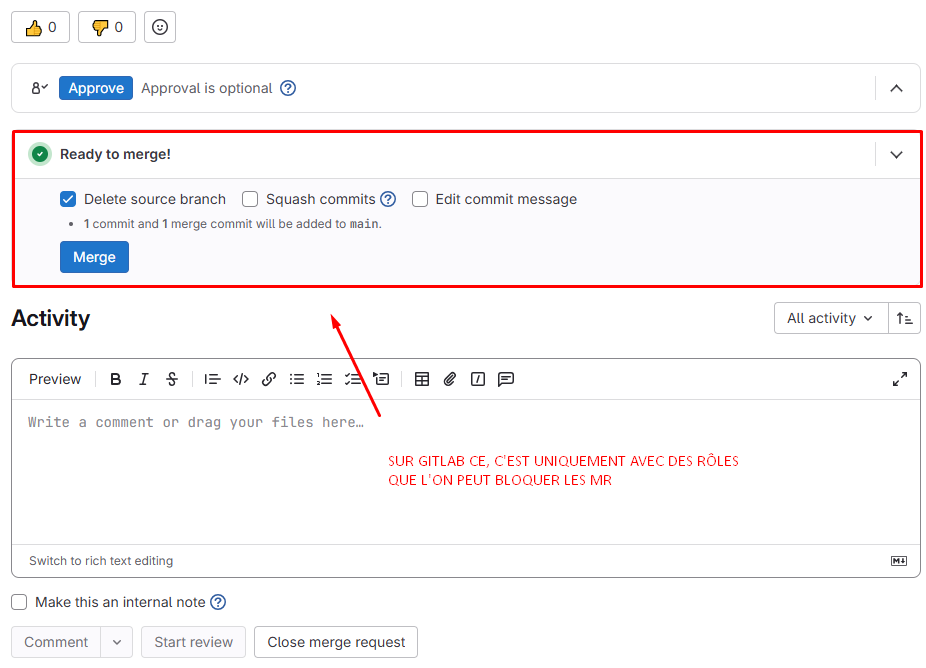 0 0
Approve Approval is optional
Ready to merge!
Delete source branch Squash commits Edit commit message
1 commit and 1 merge commit will be added to main.
Merge
Activity
All activity
Preview
Write a comment or drag your files here…
SUR GITLAB CE, C'EST UNIQUEMENT AVEC DES RÔLES
QUE L'ON PEUT BLOQUER LES MR
Switch to rich text editing
Make this an internal note
Comment Start review Close merge request